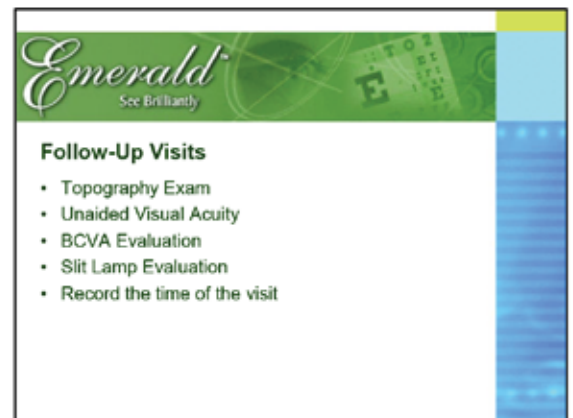 Emerald™
See Brilliantly
Follow-Up Visits
• Topography Exam
• Unaided Visual Acuity
• BCVA Evaluation
• Slit Lamp Evaluation
• Record the time of the visit